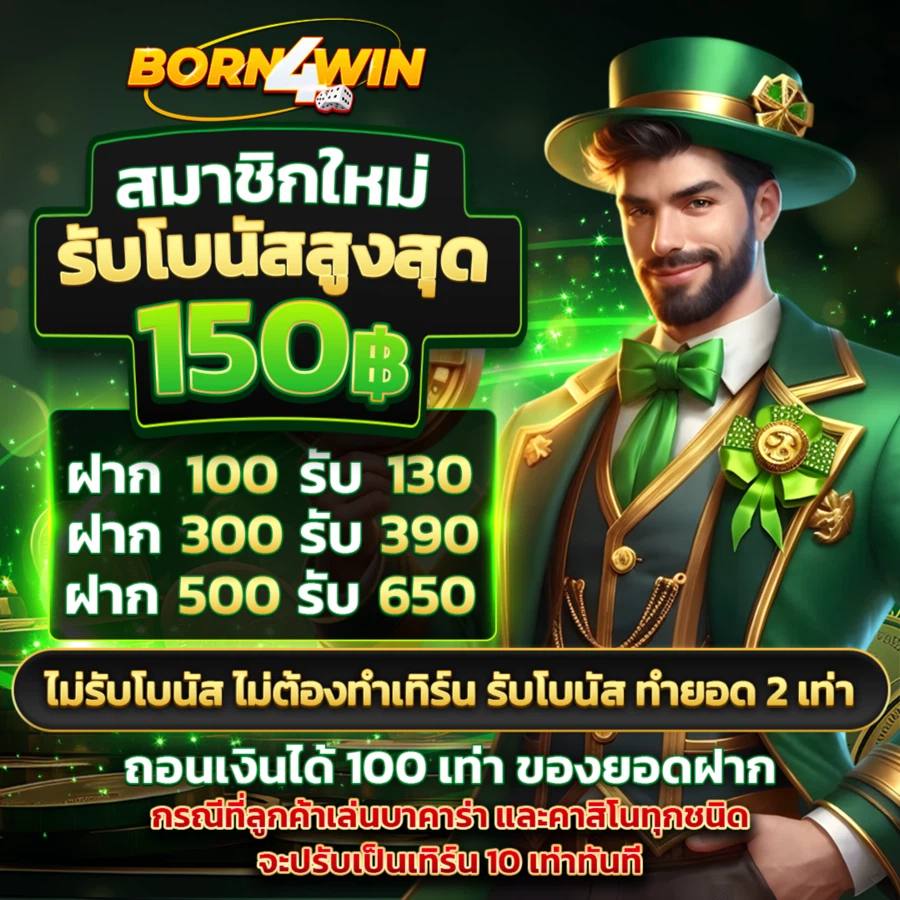 BORN4WIN
สมาชิกใหม่
รับโบนัสสูงสุด
150฿
ฝาก 100 รับ 130
ฝาก 300 รับ 390
ฝาก 500 รับ 650
ไม่รับโบนัส ไม่ต้องทำเทิร์น รับโบนัส ทำยอด 2 เท่า
ถอนเงินได้ 100 เท่า ของยอดฝาก
กรณีที่ลูกค้าเล่นบาคาร่า และคาสิโนทุกชนิด
จะปรับเป็นเทิร์น 10 เท่าทันที